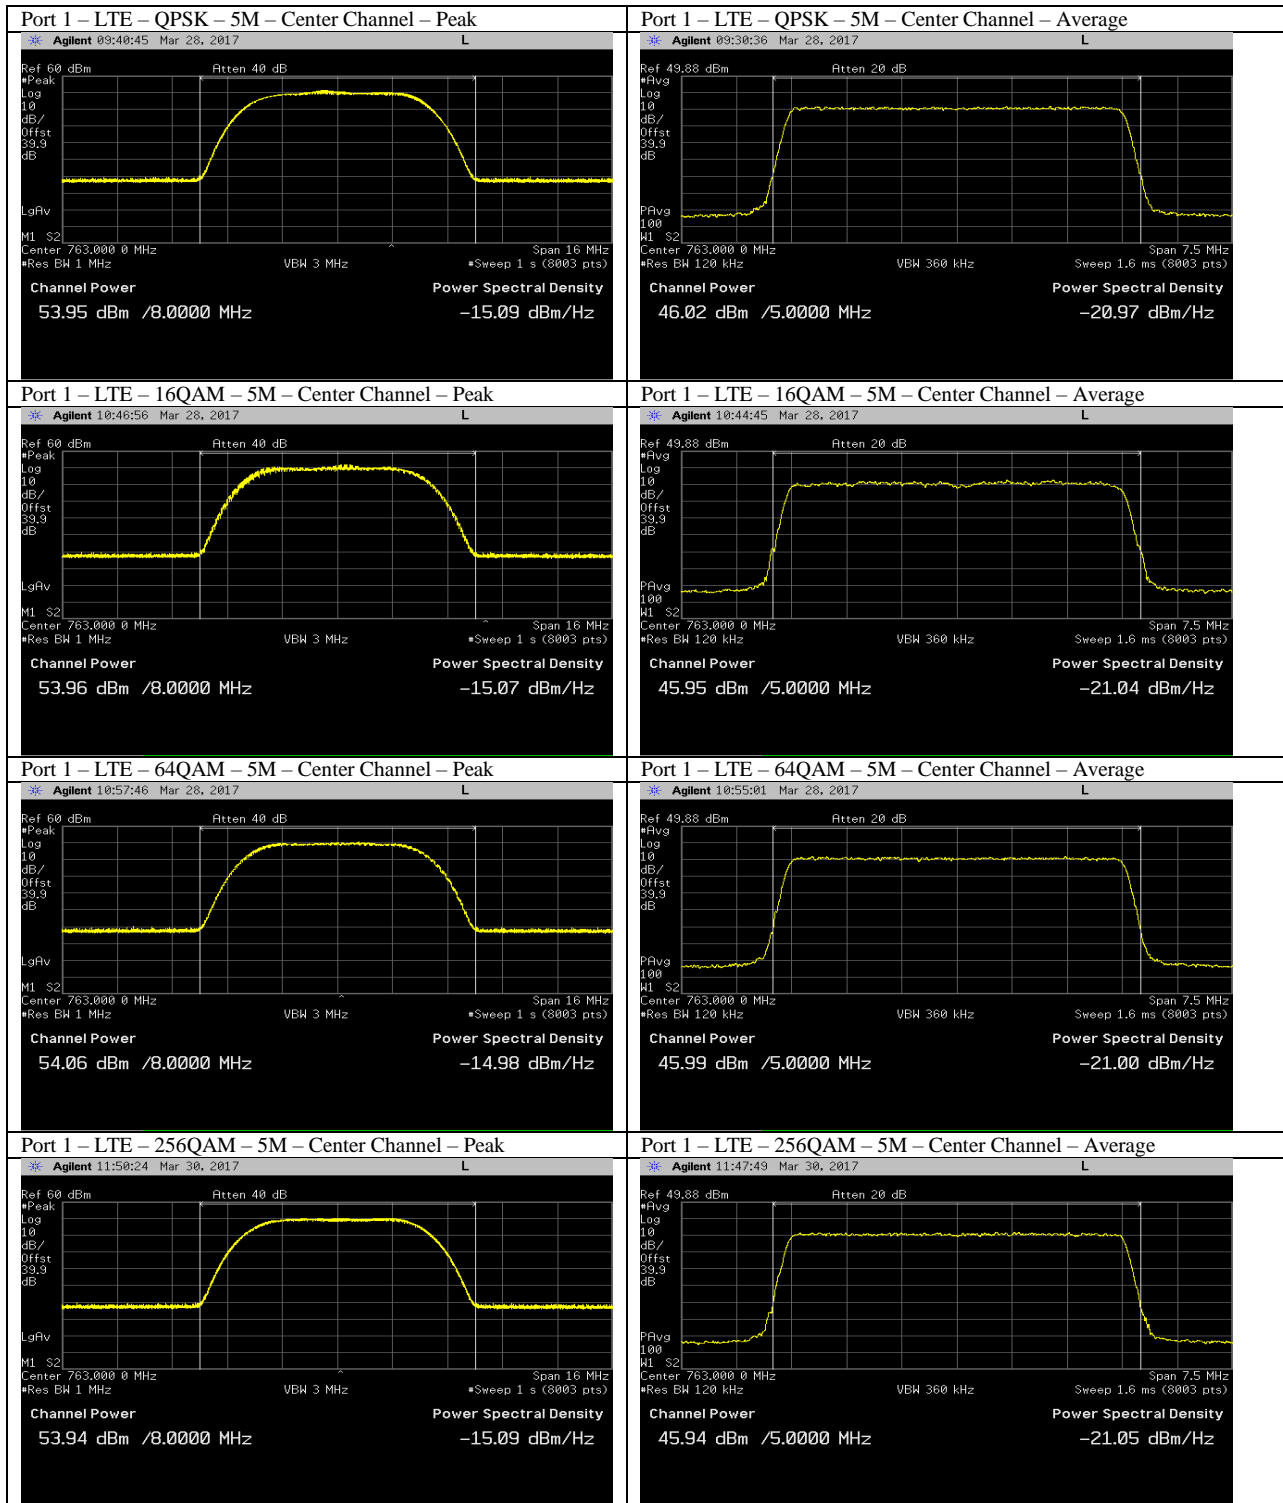 Port 1 – LTE – QPSK – 5M – Center Channel – Peak
Agilent 09:40:45 Mar 28, 2017 L
Ref 60 dBm Atten 40 dB
#Peak
Log
10
dB/
Offst
39.9
dB
LgAv
M1 S2
Center 763.000 0 MHz Span 16 MHz
#Res BW 1 MHz VBW 3 MHz #Sweep 1 s (8003 pts)
Channel Power Power Spectral Density
53.95 dBm /8.0000 MHz -15.09 dBm/Hz
Port 1 – LTE – QPSK – 5M – Center Channel – Average
Agilent 09:30:36 Mar 28, 2017 L
Ref 49.88 dBm Atten 20 dB
#Avg
Log
10
dB/
Offst
39.9
dB
PAvg
100
W1 S2
Center 763.000 0 MHz Span 7.5 MHz
#Res BW 120 kHz VBW 360 kHz Sweep 1.6 ms (8003 pts)
Channel Power Power Spectral Density
46.02 dBm /5.0000 MHz -20.97 dBm/Hz
Port 1 – LTE – 16QAM – 5M – Center Channel – Peak
Agilent 10:46:56 Mar 28, 2017 L
Ref 60 dBm Atten 40 dB
#Peak
Log
10
dB/
Offst
39.9
dB
LgAv
M1 S2
Center 763.000 0 MHz Span 16 MHz
#Res BW 1 MHz VBW 3 MHz #Sweep 1 s (8003 pts)
Channel Power Power Spectral Density
53.96 dBm /8.0000 MHz -15.07 dBm/Hz
Port 1 – LTE – 16QAM – 5M – Center Channel – Average
Agilent 10:44:45 Mar 28, 2017 L
Ref 49.88 dBm Atten 20 dB
#Avg
Log
10
dB/
Offst
39.9
dB
PAvg
100
W1 S2
Center 763.000 0 MHz Span 7.5 MHz
#Res BW 120 kHz VBW 360 kHz Sweep 1.6 ms (8003 pts)
Channel Power Power Spectral Density
45.95 dBm /5.0000 MHz -21.04 dBm/Hz
Port 1 – LTE – 64QAM – 5M – Center Channel – Peak
Agilent 10:57:46 Mar 28, 2017 L
Ref 60 dBm Atten 40 dB
#Peak
Log
10
dB/
Offst
39.9
dB
LgAv
M1 S2
Center 763.000 0 MHz Span 16 MHz
#Res BW 1 MHz VBW 3 MHz #Sweep 1 s (8003 pts)
Channel Power Power Spectral Density
54.06 dBm /8.0000 MHz -14.98 dBm/Hz
Port 1 – LTE – 64QAM – 5M – Center Channel – Average
Agilent 10:55:01 Mar 28, 2017 L
Ref 49.88 dBm Atten 20 dB
#Avg
Log
10
dB/
Offst
39.9
dB
PAvg
100
W1 S2
Center 763.000 0 MHz Span 7.5 MHz
#Res BW 120 kHz VBW 360 kHz Sweep 1.6 ms (8003 pts)
Channel Power Power Spectral Density
45.99 dBm /5.0000 MHz -21.00 dBm/Hz
Port 1 – LTE – 256QAM – 5M – Center Channel – Peak
Agilent 11:50:24 Mar 30, 2017 L
Ref 60 dBm Atten 40 dB
#Peak
Log
10
dB/
Offst
39.9
dB
LgAv
M1 S2
Center 763.000 0 MHz Span 16 MHz
#Res BW 1 MHz VBW 3 MHz #Sweep 1 s (8003 pts)
Channel Power Power Spectral Density
53.94 dBm /8.0000 MHz -15.09 dBm/Hz
Port 1 – LTE – 256QAM – 5M – Center Channel – Average
Agilent 11:47:49 Mar 30, 2017 L
Ref 49.88 dBm Atten 20 dB
#Avg
Log
10
dB/
Offst
39.9
dB
PAvg
100
W1 S2
Center 763.000 0 MHz Span 7.5 MHz
#Res BW 120 kHz VBW 360 kHz Sweep 1.6 ms (8003 pts)
Channel Power Power Spectral Density
45.94 dBm /5.0000 MHz -21.05 dBm/Hz